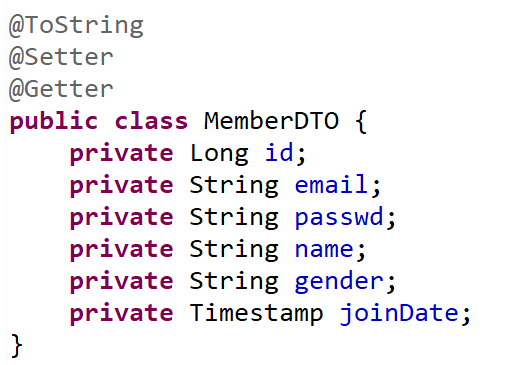 @ToString
@Setter
@Getter
public class MemberDTO {
    private Long id;
    private String email;
    private String passwd;
    private String name;
    private String gender;
    private Timestamp joinDate;
}